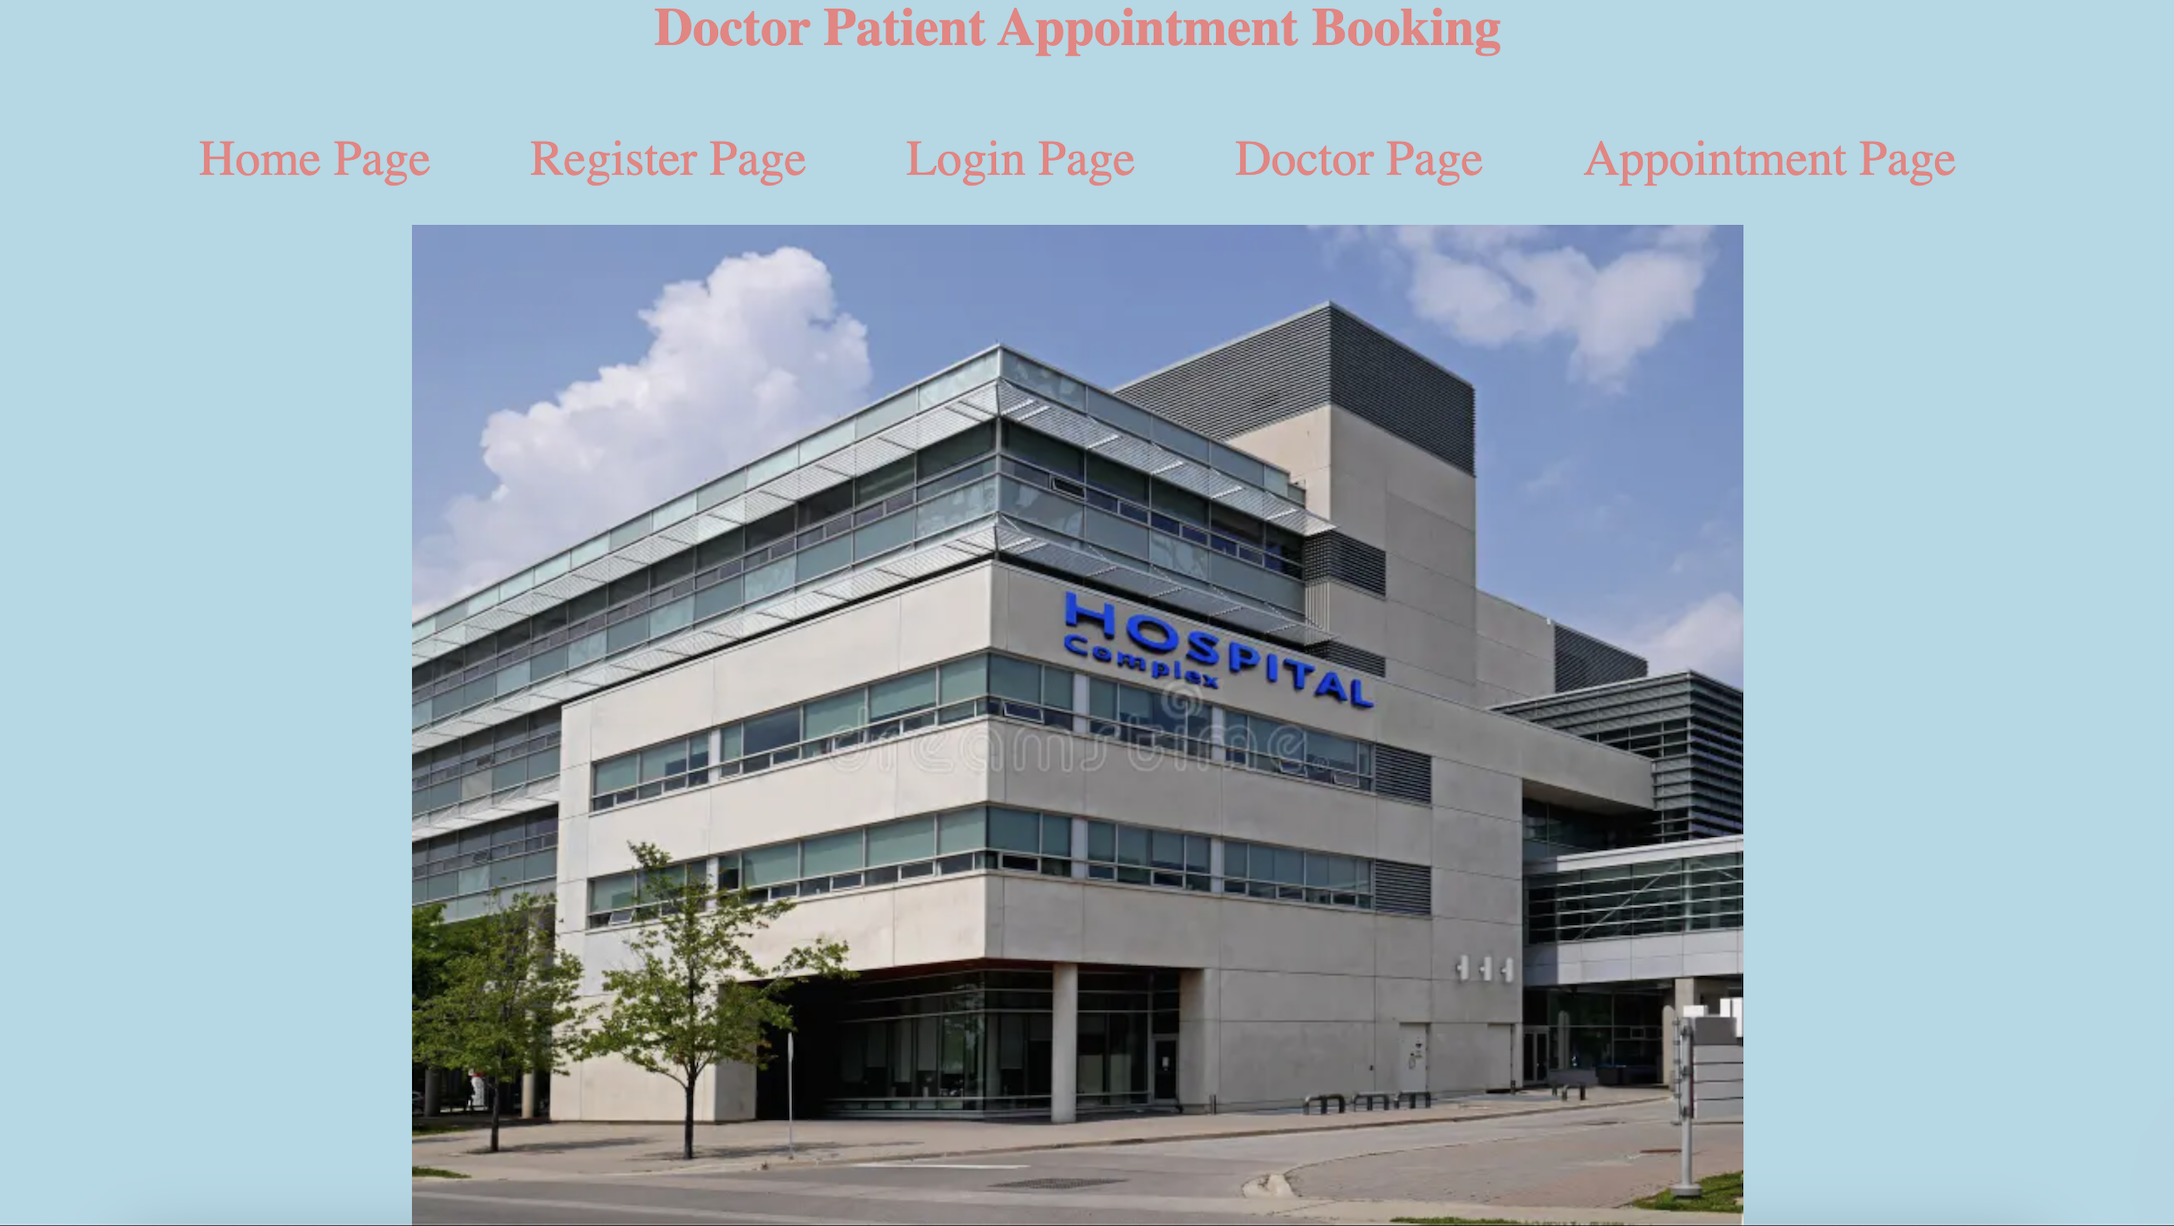 Doctor Patient Appointment Booking
Home Page Register Page Login Page Doctor Page Appointment Page
HOSPITAL
Complex
dreamstime.